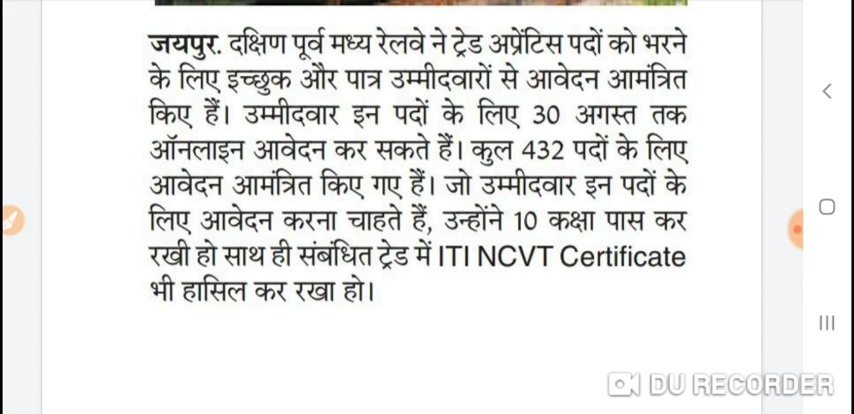 जयपुर. दक्षिण पूर्व मध्य रेलवे ने ट्रेड अप्रेंटिस पदों को भरने
के लिए इच्छुक और पात्र उम्मीदवारों से आवेदन आमंत्रित
किए हैं। उम्मीदवार इन पदों के लिए 30 अगस्त तक
ऑनलाइन आवेदन कर सकते हैं। कुल 432 पदों के लिए
आवेदन आमंत्रित किए गए हैं। जो उम्मीदवार इन पदों के
लिए आवेदन करना चाहते हैं, उन्होंने 10 कक्षा पास कर
रखी हो साथ ही संबंधित ट्रेड में ITI NCVT Certificate
भी हासिल कर रखा हो।
DU RECORDER